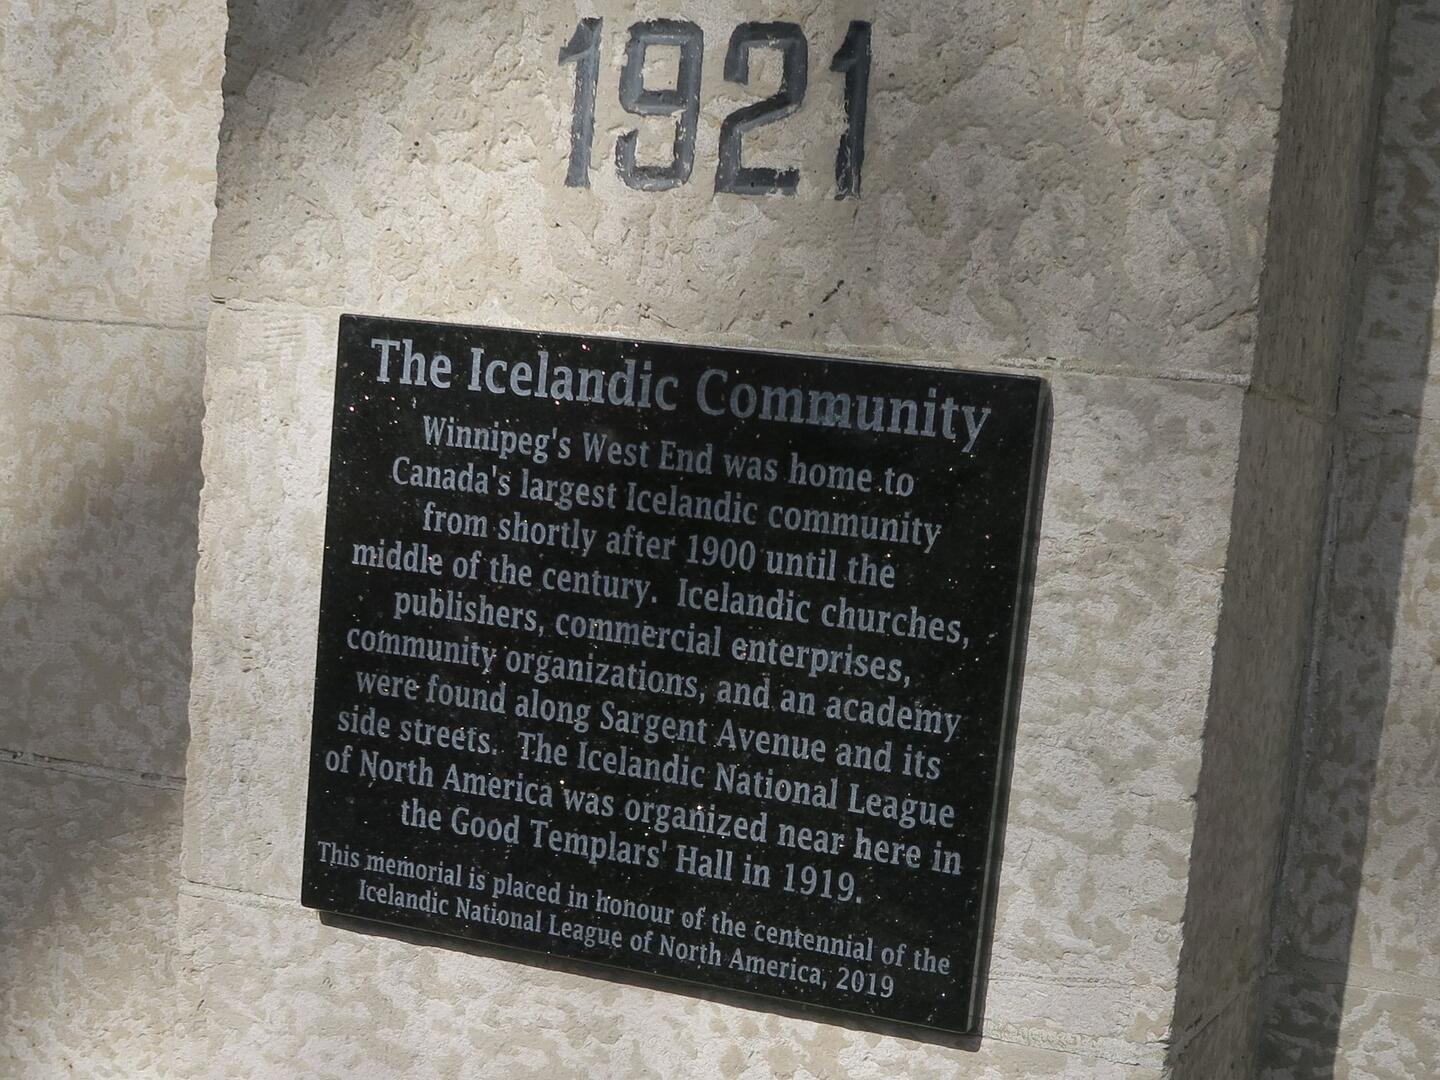 1921
The Icelandic Community
Winnipeg's West End was home to
Canada's largest Icelandic community
from shortly after 1900 until the
middle of the century. Icelandic churches,
publishers, commercial enterprises,
community organizations, and an academy
were found along Sargent Avenue and its
side streets. The Icelandic National League
of North America was organized near here in
the Good Templars' Hall in 1919.
This memorial is placed in honour of the centennial of the
Icelandic National League of North America, 2019